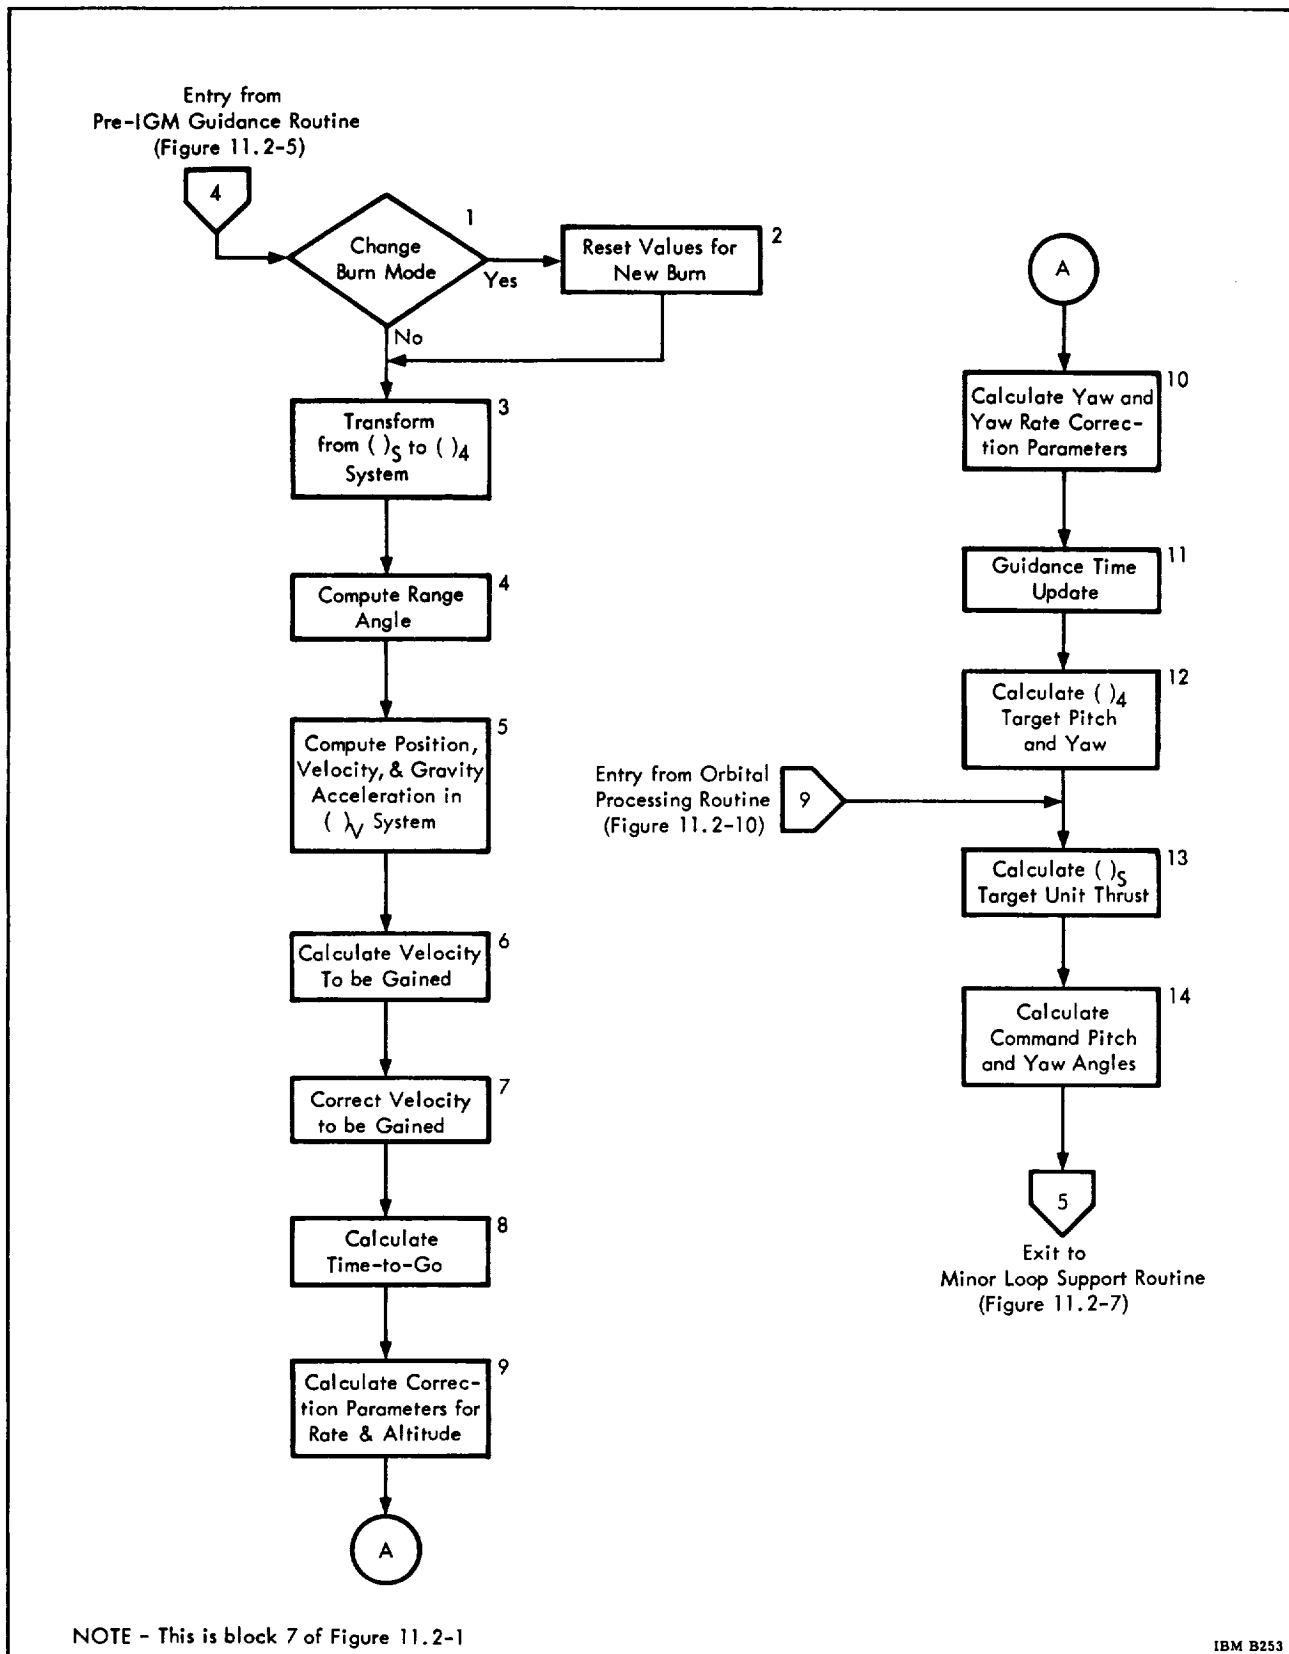 Entry from
Pre-IGM Guidance Routine
(Figure 11.2-5)
4
1
Change
Burn Mode
Yes
No
2
Reset Values for
New Burn
3
Transform
from ( )S to ( )4
System
4
Compute Range
Angle
5
Compute Position,
Velocity, & Gravity
Acceleration in
( )V System
6
Calculate Velocity
To be Gained
7
Correct Velocity
to be Gained
8
Calculate
Time-to-Go
9
Calculate Correc-
tion Parameters for
Rate & Altitude
A
A
10
Calculate Yaw and
Yaw Rate Correc-
tion Parameters
11
Guidance Time
Update
12
Calculate ( )4
Target Pitch
and Yaw
Entry from Orbital
Processing Routine
(Figure 11.2-10)
9
13
Calculate ( )S
Target Unit Thrust
14
Calculate
Command Pitch
and Yaw Angles
5
Exit to
Minor Loop Support Routine
(Figure 11.2-7)
NOTE - This is block 7 of Figure 11.2-1
IBM B253